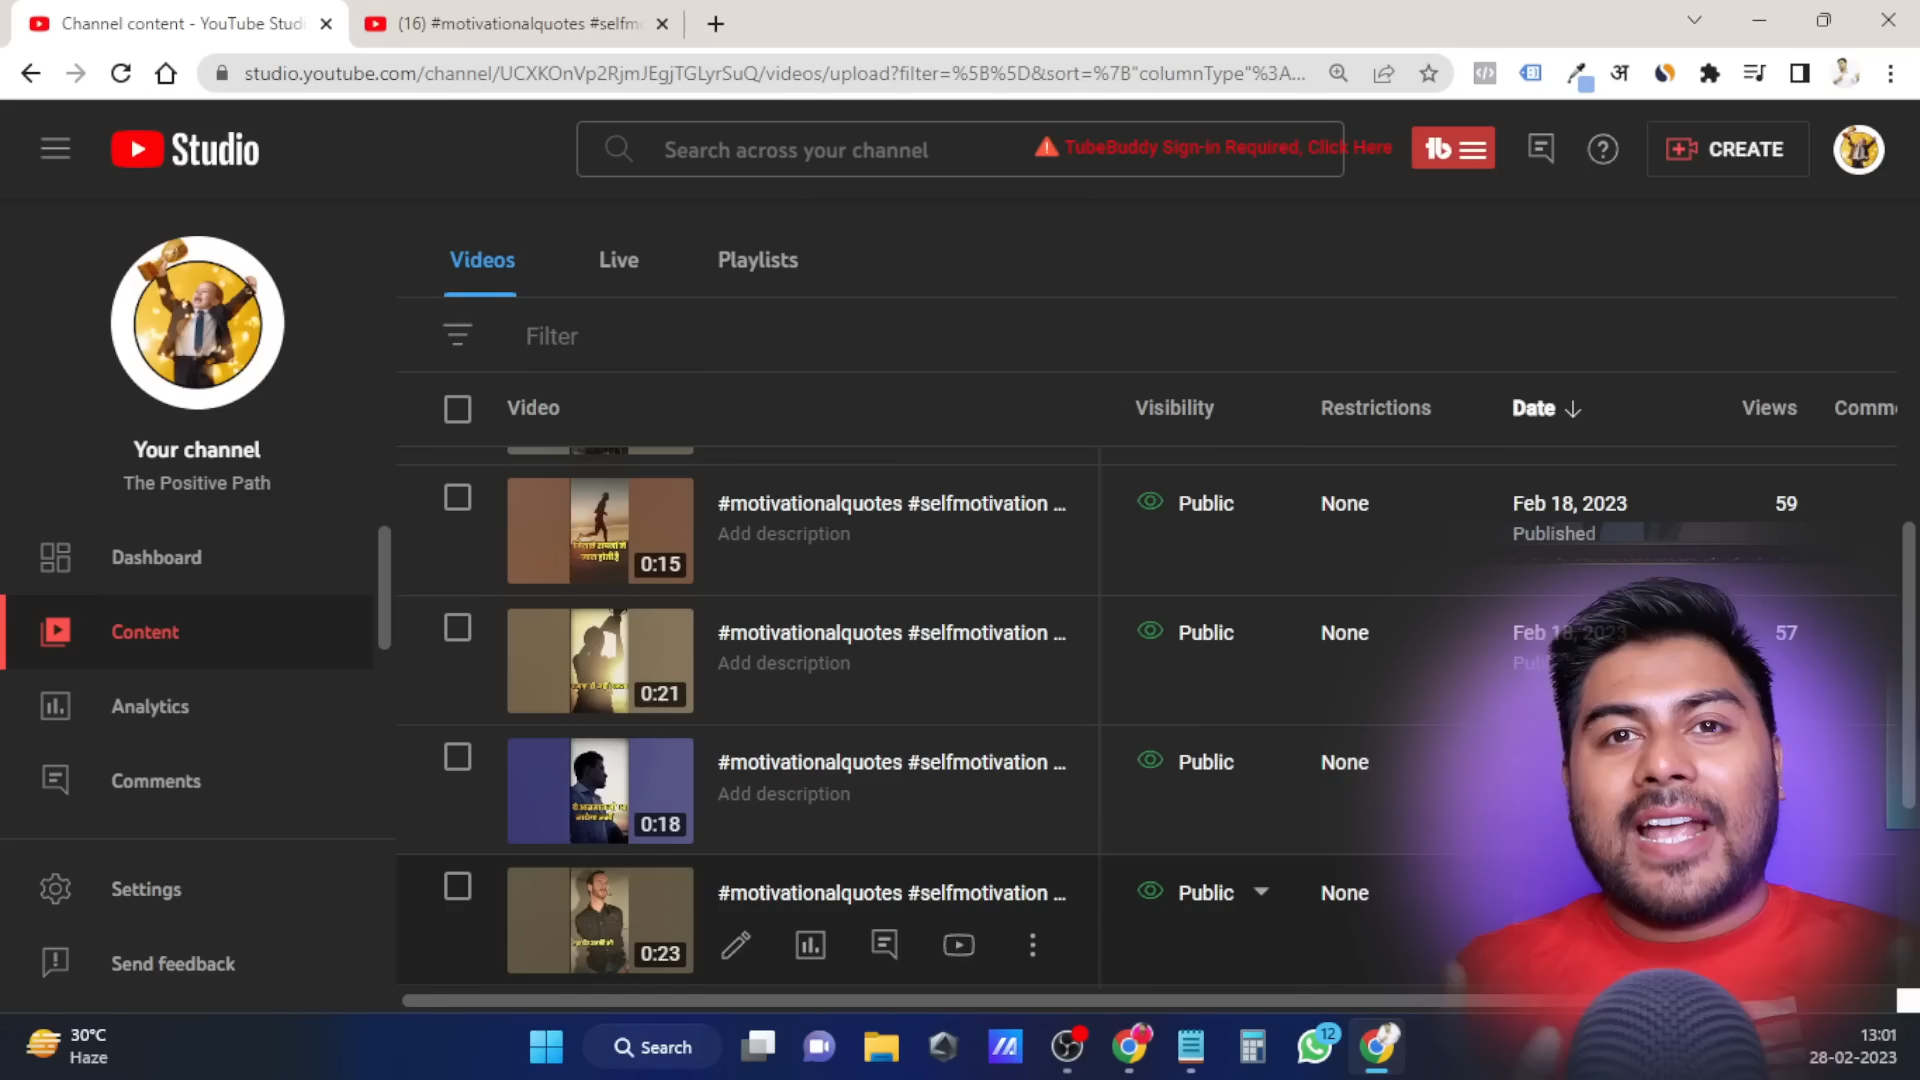 Channel content - YouTube Studi
(16) #motivationalquotes #selfm
studio.youtube.com/channel/UCXKOnVp2RjmJEgjTGLyrSuQ/videos/upload?filter=%5B%5D&sort=%7B"columnType"%3A...
अ
Studio
Search across your channel
TubeBuddy Sign-in Required, Click Here
tb
CREATE
Your channel
The Positive Path
Dashboard
Content
Analytics
Comments
Settings
Send feedback
Videos Live Playlists
Filter
Video Visibility Restrictions Date Views Comme
#motivationalquotes #selfmotivation ... Public None Feb 18, 2023 59
Add description Published
0:15
#motivationalquotes #selfmotivation ... Public None Feb 18, 2023 57
Add description
0:21
#motivationalquotes #selfmotivation ... Public None
Add description
0:18
#motivationalquotes #selfmotivation ... Public None
0:23
30°C
Haze
Search
12
13:01
28-02-2023